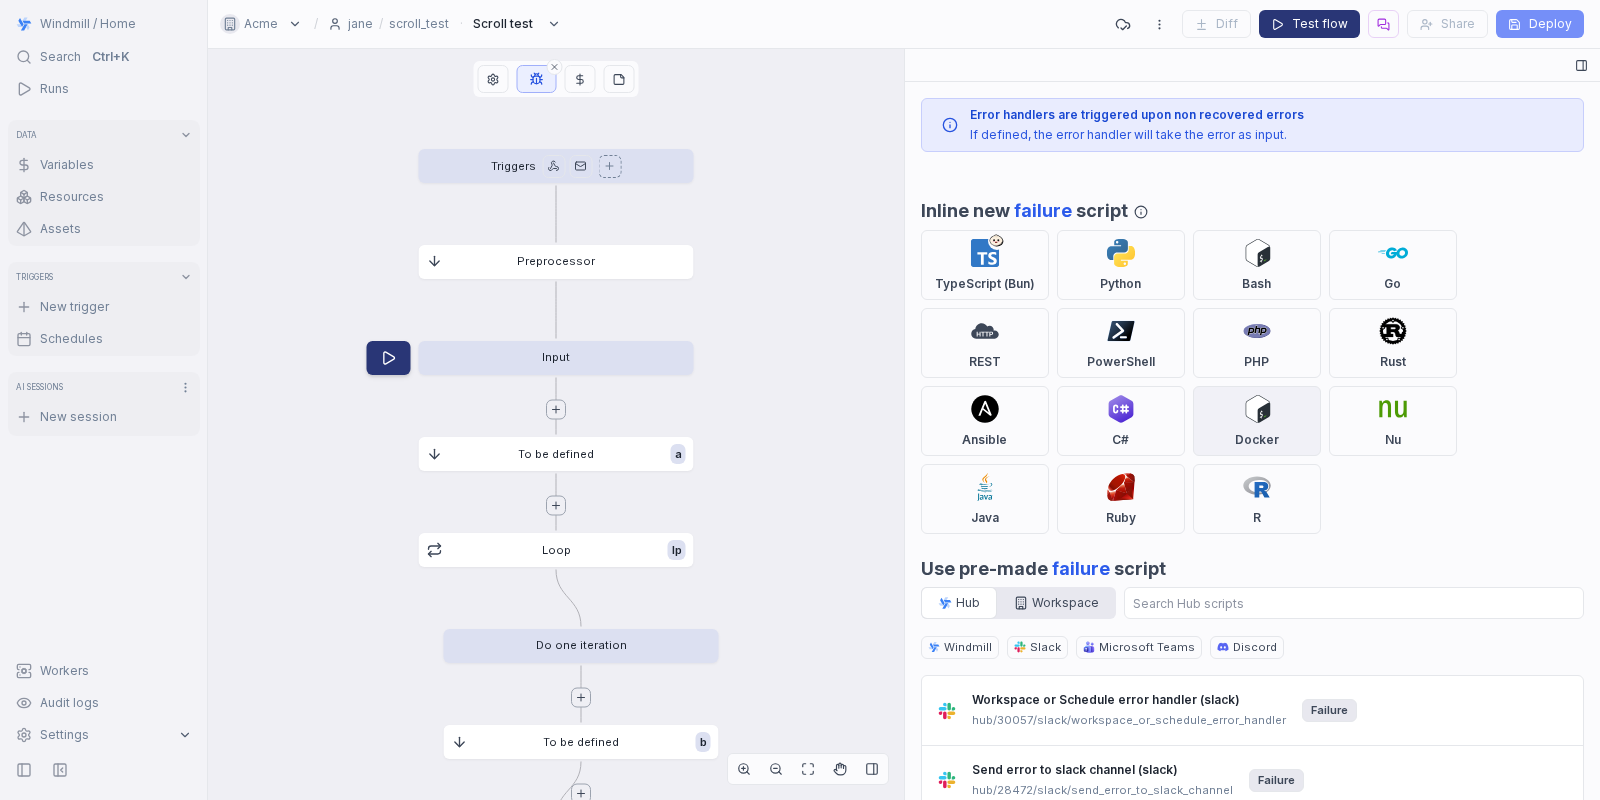 Windmill / Home
Search Ctrl+K
Runs
DATA
Variables
Resources
Assets
TRIGGERS
New trigger
Schedules
AI SESSIONS
New session
Workers
Audit logs
Settings
Acme / jane / scroll_test · Scroll test
Diff
Test flow
Share
Deploy
Triggers
Preprocessor
Input
To be defined a
Loop lp
Do one iteration
To be defined b
Error handlers are triggered upon non recovered errors
If defined, the error handler will take the error as input.
Inline new failure script
TypeScript (Bun)
Python
Bash
Go
HTTP
REST
PowerShell
php
PHP
Rust
Ansible
C#
Docker
nu
Nu
Java
Java
Ruby
R
Use pre-made failure script
Hub
Workspace
Search Hub scripts
Windmill
Slack
Microsoft Teams
Discord
Workspace or Schedule error handler (slack)
hub/30057/slack/workspace_or_schedule_error_handler
Failure
Send error to slack channel (slack)
hub/28472/slack/send_error_to_slack_channel
Failure